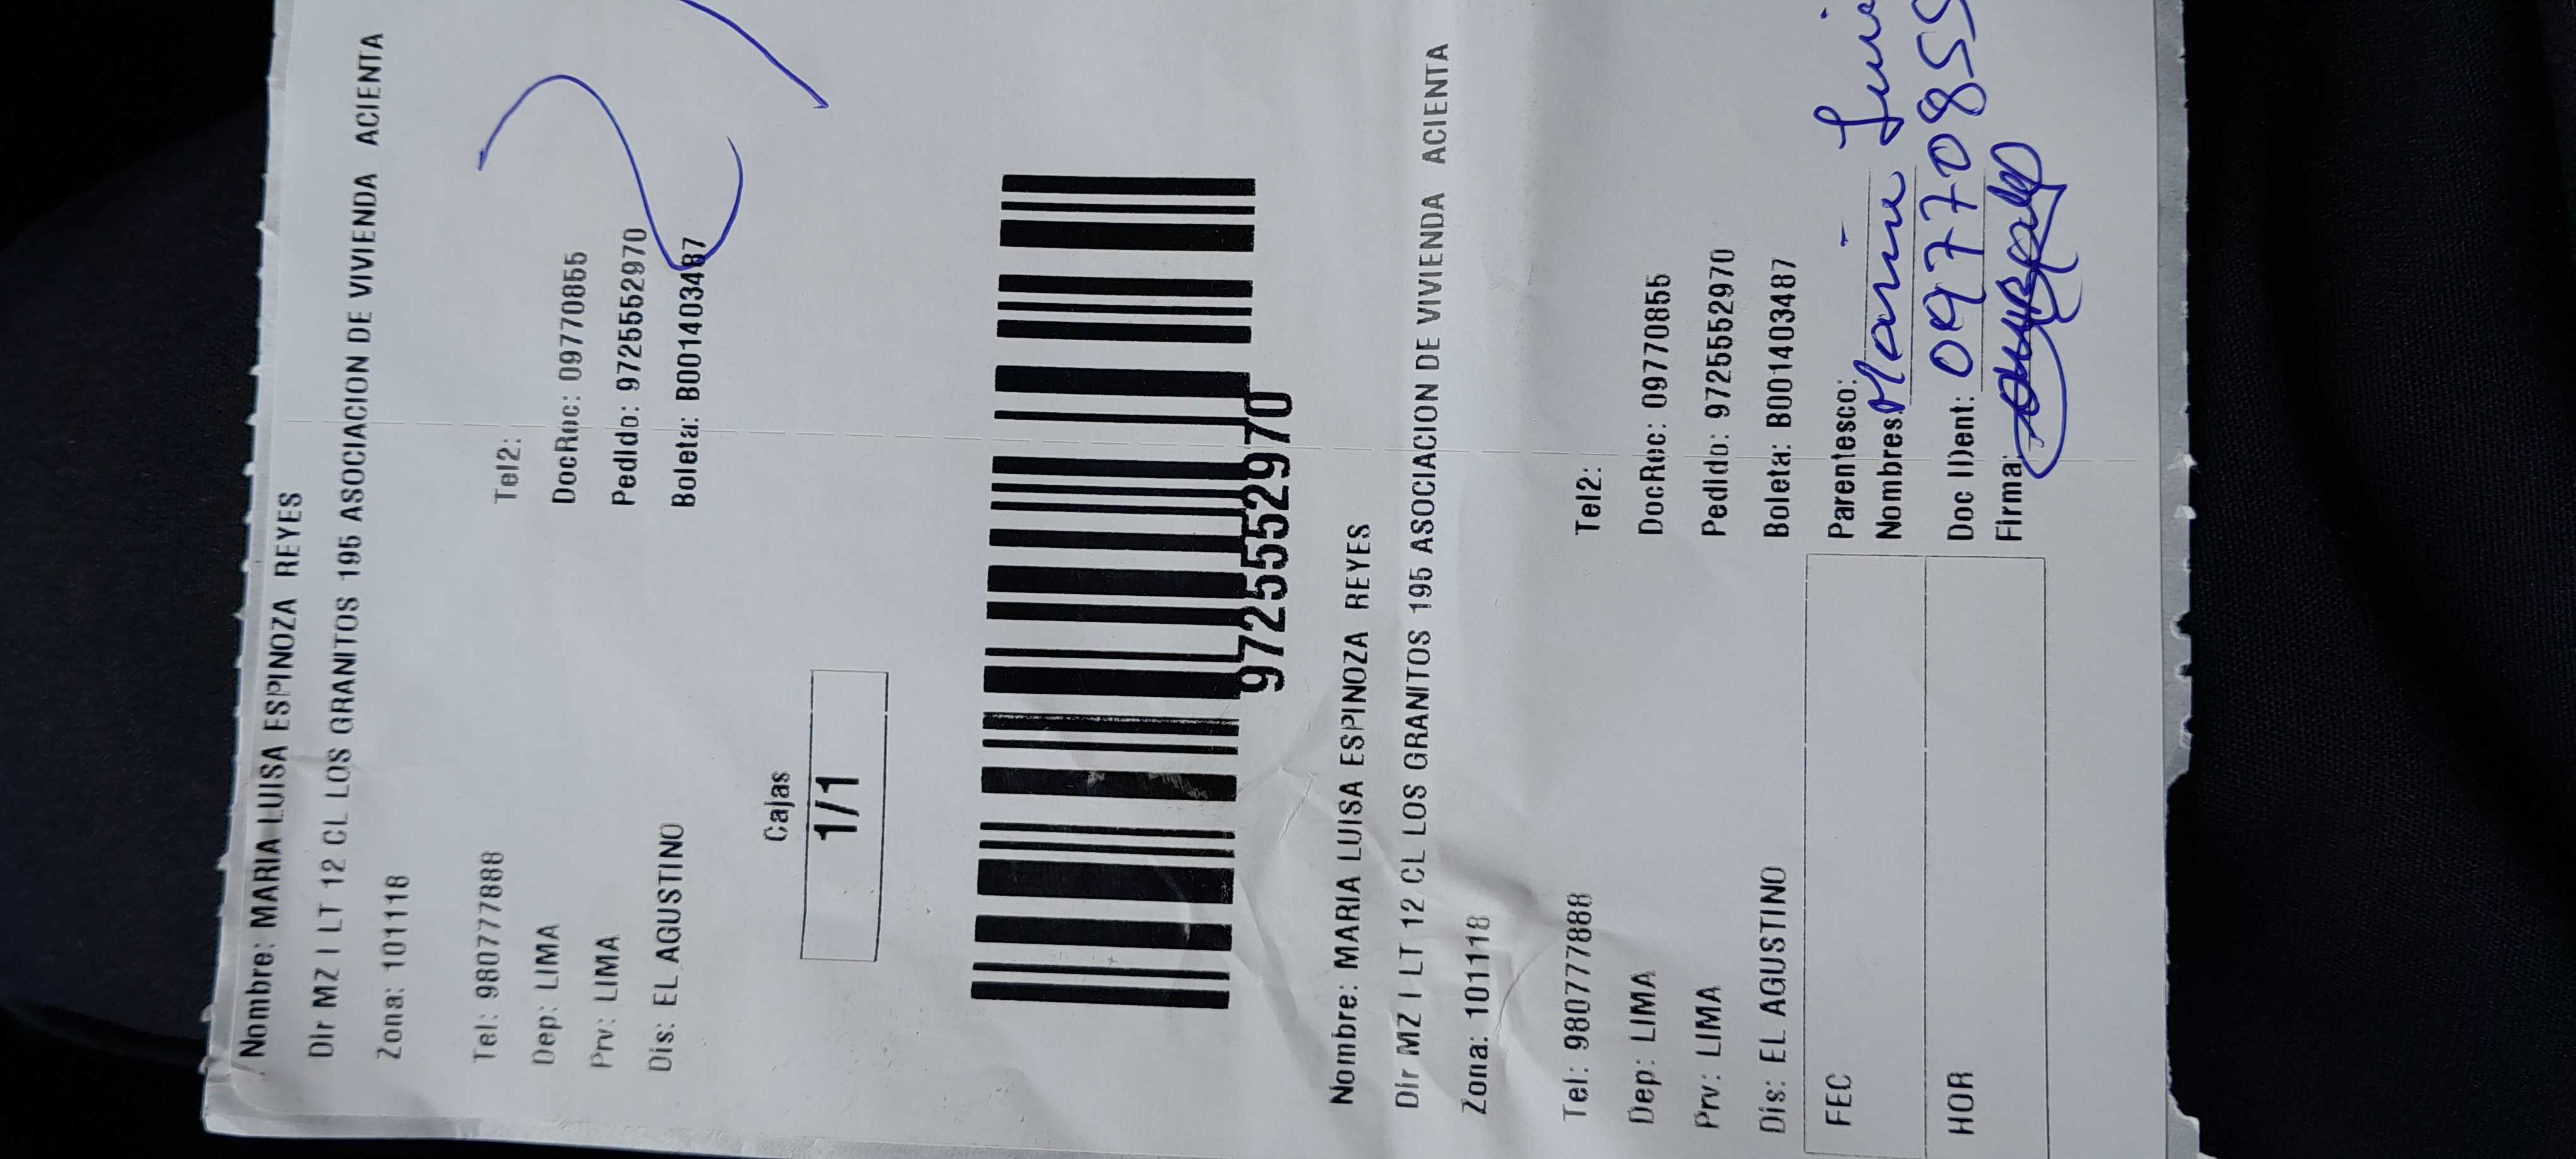 Nombre: MARIA LUISA ESPINOZA REYES
Dir MZ I LT 12 CL LOS GRANITOS 195 ASOCIACION DE VIVIENDA ACIENTA
Zona: 101118
Tel: 980777888 Tel2:
Dep: LIMA DocRec: 09770855
Prv: LIMA Pedido: 9725552970
Dis: EL AGUSTINO Boleta: B001403487
Cajas
1/1
9725552970
Nombre: MARIA LUISA ESPINOZA REYES
Dir MZ I LT 12 CL LOS GRANITOS 195 ASOCIACION DE VIVIENDA ACIENTA
Zona: 101118
Tel: 980777888 Tel2:
Dep: LIMA DocRec: 09770855
Prv: LIMA Pedido: 9725552970
Dis: EL AGUSTINO Boleta: B001403487
FEC Parentesco:
Nombres: Maria Luis
HOR Doc IDent: 09770855
Firma: